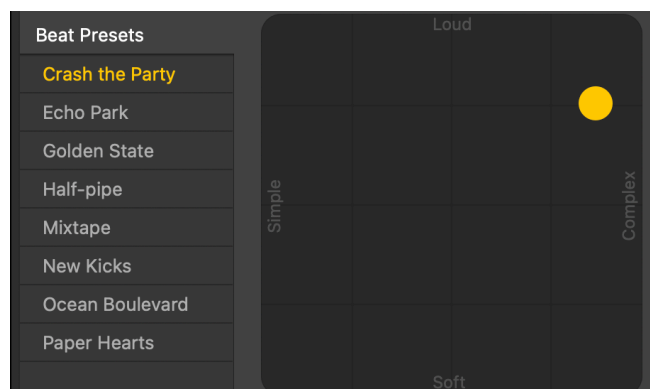 Beat Presets
Crash the Party
Echo Park
Golden State
Half-pipe
Mixtape
New Kicks
Ocean Boulevard
Paper Hearts
Loud
Simple
Complex
Soft